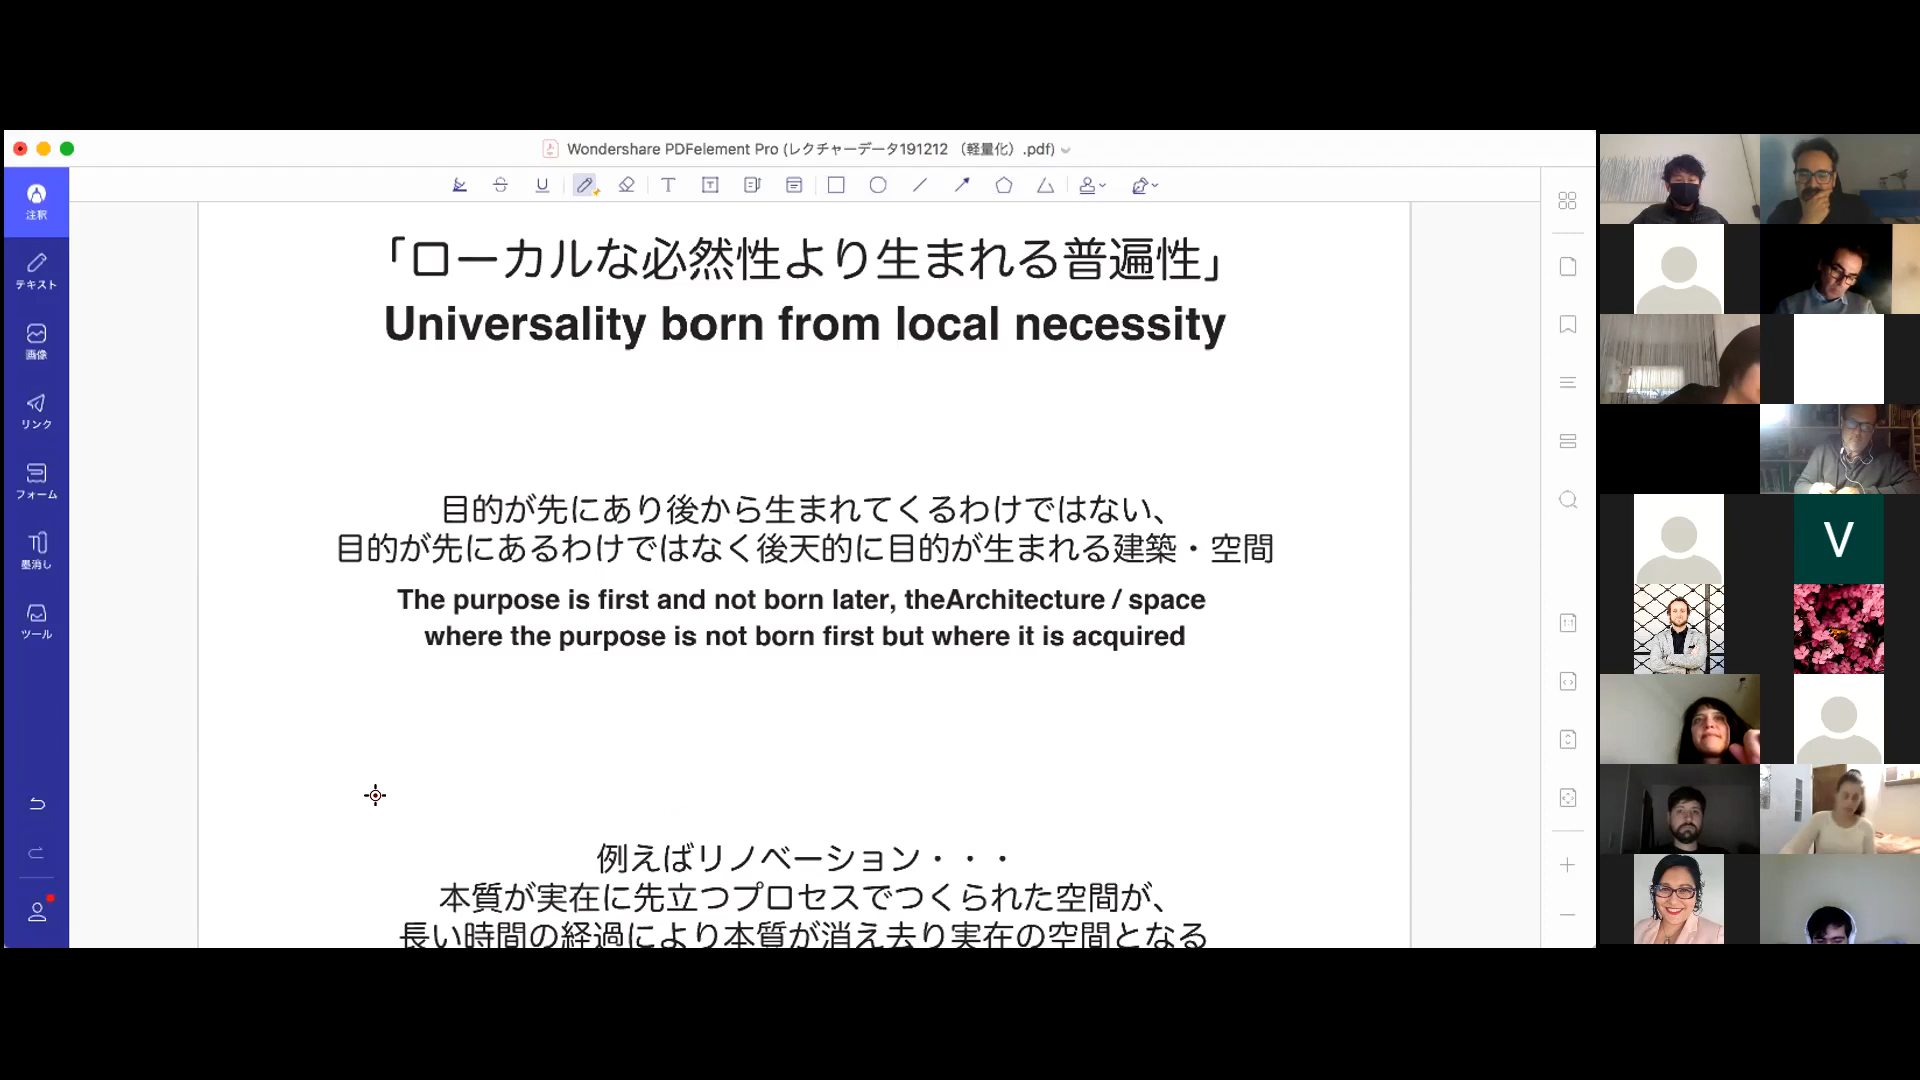 Wondershare PDFelement Pro (レクチャーデータ191212 （軽量化）.pdf)
注釈
テキスト
画像
リンク
フォーム
墨消し
ツール
「ローカルな必然性より生まれる普遍性」
Universality born from local necessity
目的が先にあり後から生まれてくるわけではない、
目的が先にあるわけではなく後天的に目的が生まれる建築・空間
The purpose is first and not born later, theArchitecture / space
where the purpose is not born first but where it is acquired
例えばリノベーション・・・
本質が実在に先立つプロセスでつくられた空間が、
長い時間の経過により本質が消え去り実在の空間となる
V